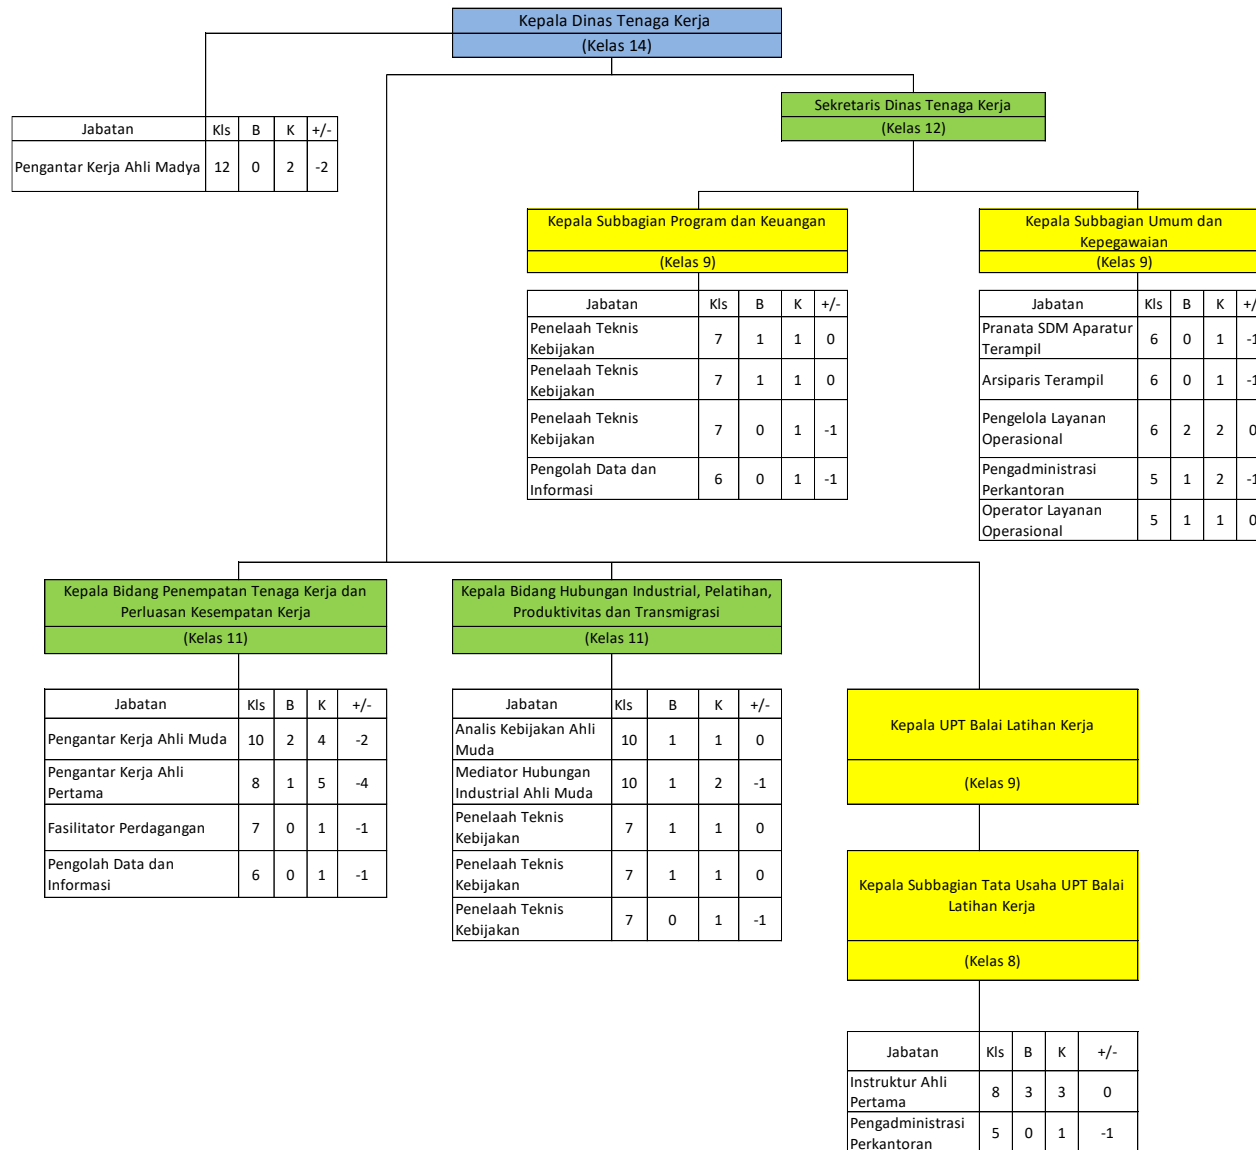 Kepala Dinas Tenaga Kerja
(Kelas 14)
Sekretaris Dinas Tenaga Kerja
(Kelas 12)
Jabatan Kls B K +/-
Pengantar Kerja Ahli Madya 12 0 2 -2
Kepala Subbagian Program dan Keuangan
(Kelas 9)
Jabatan Kls B K +/-
Penelaah Teknis
Kebijakan 7 1 1 0
Penelaah Teknis
Kebijakan 7 1 1 0
Penelaah Teknis
Kebijakan 7 0 1 -1
Pengolah Data dan
Informasi 6 0 1 -1
Kepala Subbagian Umum dan
Kepegawaian
(Kelas 9)
Jabatan Kls B K +/
Pranata SDM Aparatur
Terampil 6 0 1 -1
Arsiparis Terampil 6 0 1 -1
Pengelola Layanan
Operasional 6 2 2 0
Pengadministrasi
Perkantoran 5 1 2 -1
Operator Layanan
Operasional 5 1 1 0
Kepala Bidang Penempatan Tenaga Kerja dan
Perluasan Kesempatan Kerja
(Kelas 11)
Jabatan Kls B K +/-
Pengantar Kerja Ahli Muda 10 2 4 -2
Pengantar Kerja Ahli
Pertama 8 1 5 -4
Fasilitator Perdagangan 7 0 1 -1
Pengolah Data dan
Informasi 6 0 1 -1
Kepala Bidang Hubungan Industrial, Pelatihan,
Produktivitas dan Transmigrasi
(Kelas 11)
Jabatan Kls B K +/-
Analis Kebijakan Ahli
Muda 10 1 1 0
Mediator Hubungan
Industrial Ahli Muda 10 1 2 -1
Penelaah Teknis
Kebijakan 7 1 1 0
Penelaah Teknis
Kebijakan 7 1 1 0
Penelaah Teknis
Kebijakan 7 0 1 -1
Kepala UPT Balai Latihan Kerja
(Kelas 9)
Kepala Subbagian Tata Usaha UPT Balai
Latihan Kerja
(Kelas 8)
Jabatan Kls B K +/-
Instruktur Ahli
Pertama 8 3 3 0
Pengadministrasi
Perkantoran 5 0 1 -1